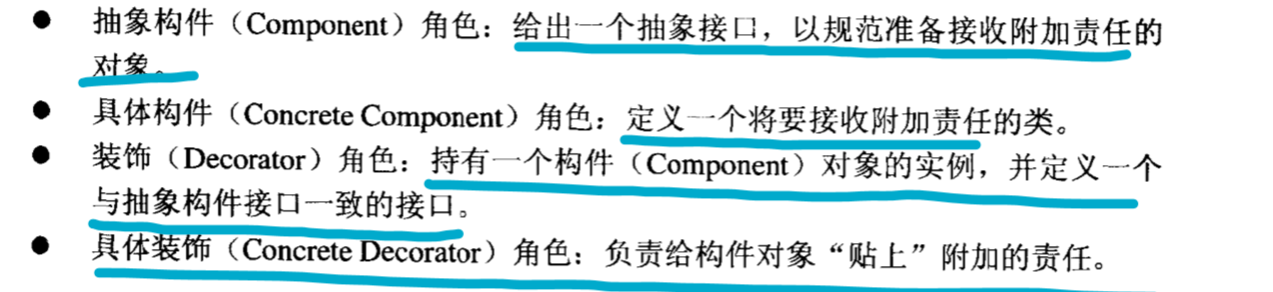 ● 抽象构件（Component）角色：给出一个抽象接口，以规范准备接收附加责任的
对象。
● 具体构件（Concrete Component）角色：定义一个将要接收附加责任的类。
● 装饰（Decorator）角色：持有一个构件（Component）对象的实例，并定义一个
与抽象构件接口一致的接口。
● 具体装饰（Concrete Decorator）角色：负责给构件对象“贴上”附加的责任。